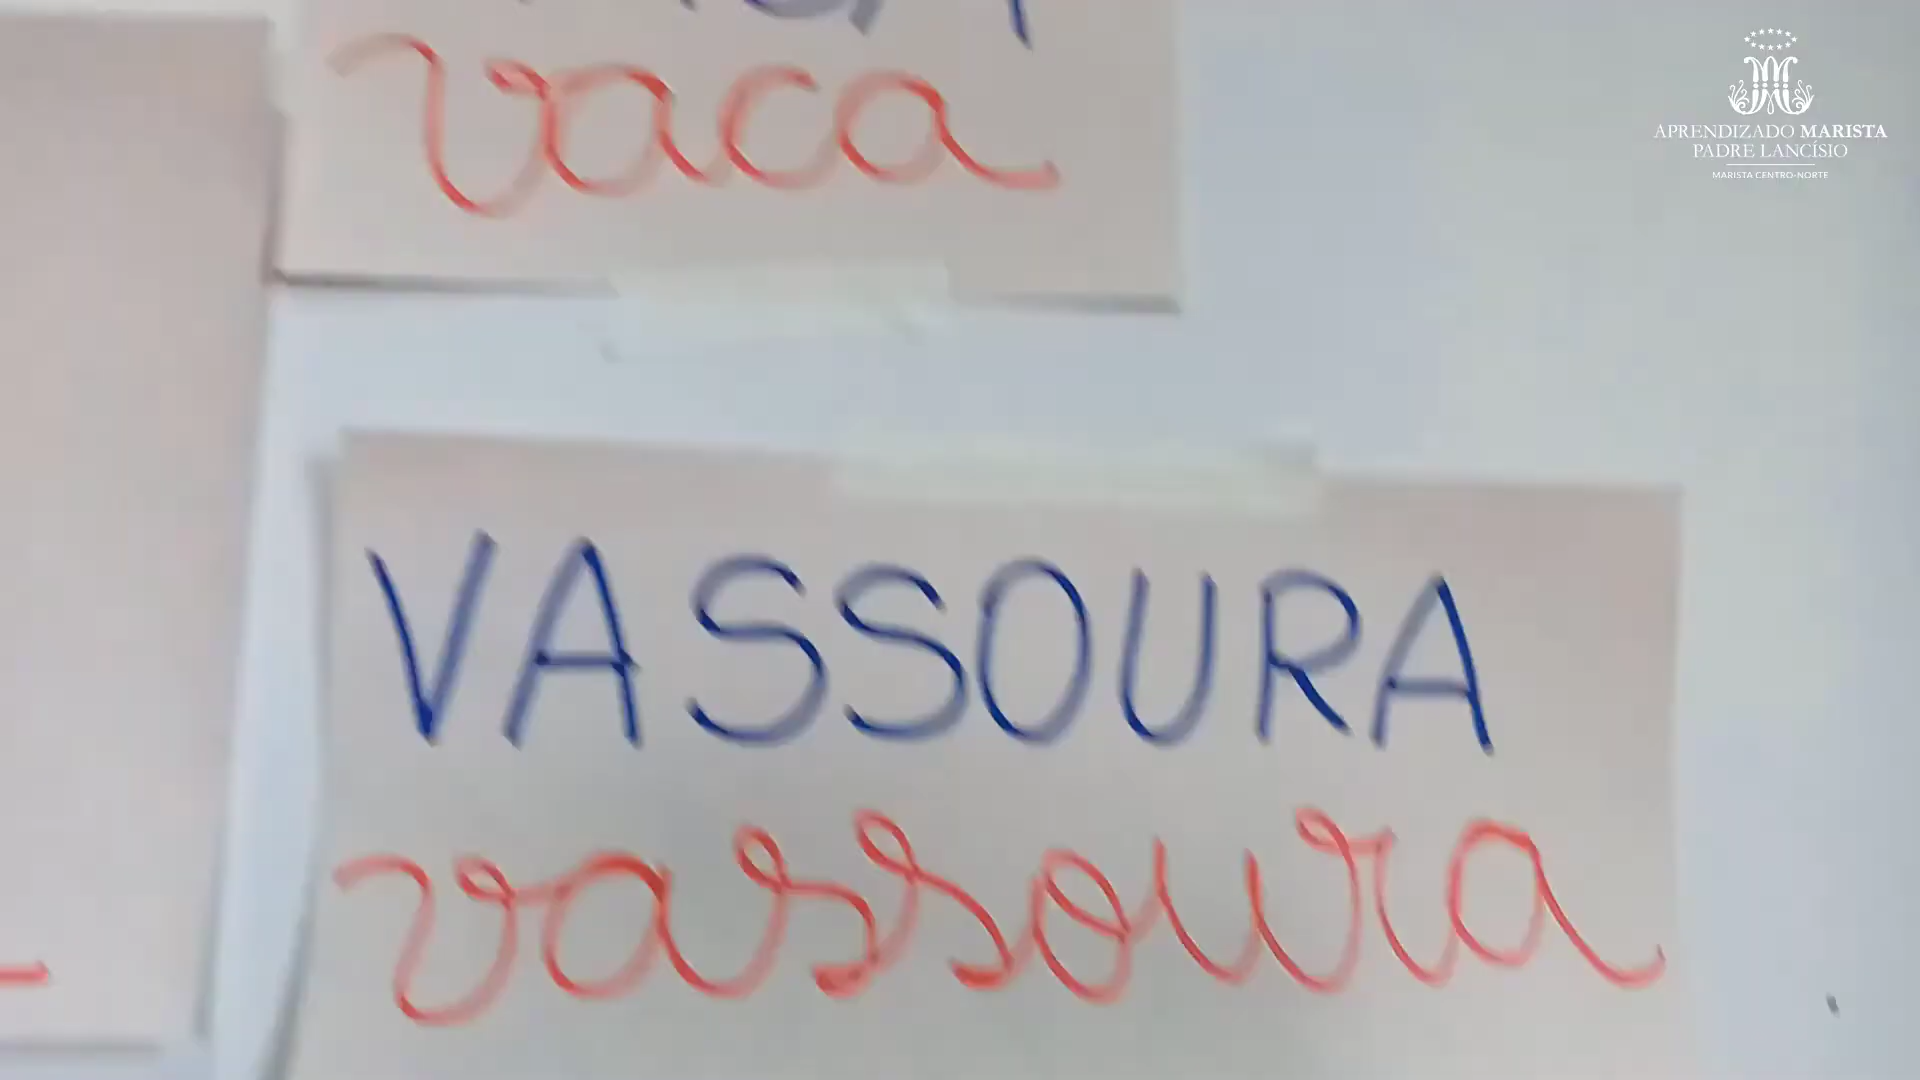 vaca
VASSOURA
vassoura
APRENDIZADO MARISTA
PADRE LANCÍSIO
MARISTA CENTRO-NORTE